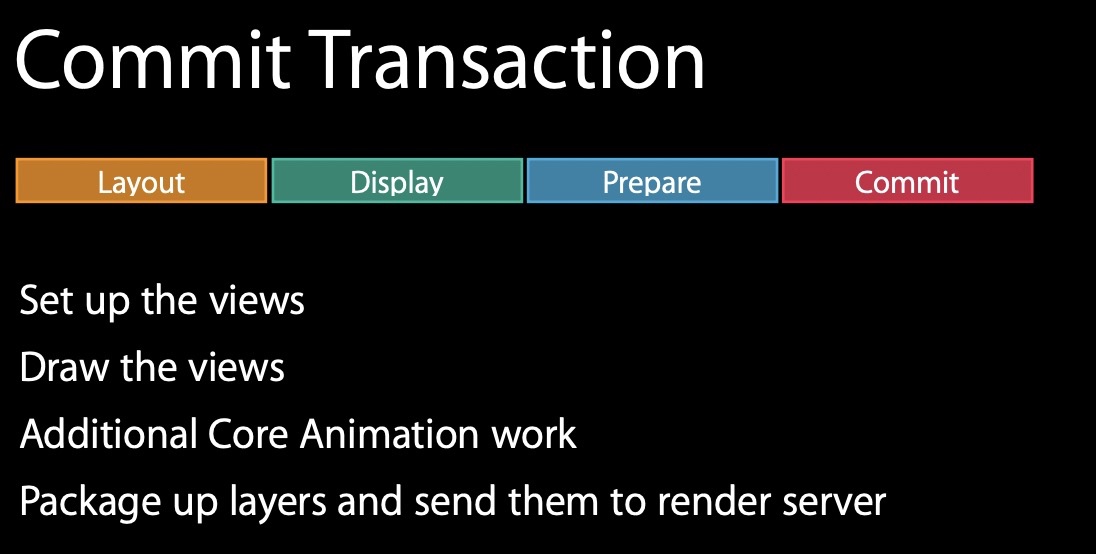 Commit Transaction
Layout Display Prepare Commit
Set up the views
Draw the views
Additional Core Animation work
Package up layers and send them to render server